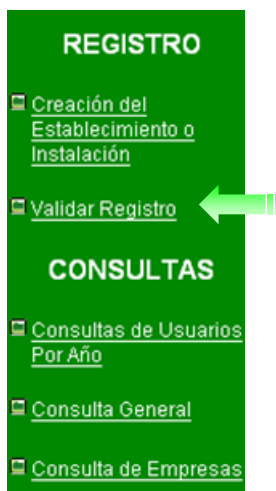 REGISTRO
Creación del
Establecimiento o
Instalación
Validar Registro
CONSULTAS
Consultas de Usuarios
Por Año
Consulta General
Consulta de Empresas